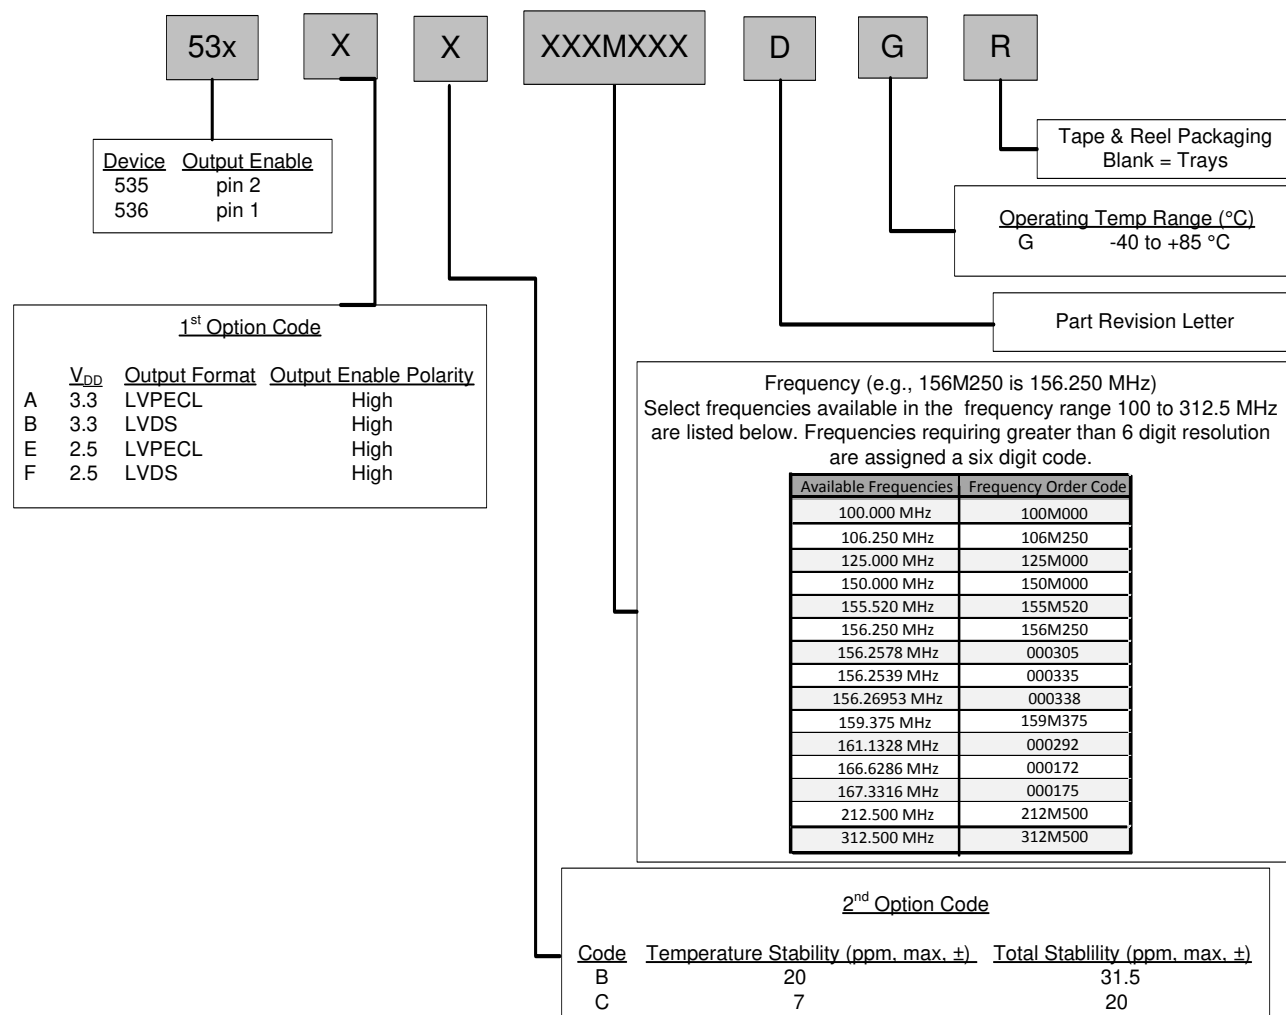 53x X X XXXMXXX D G R
Tape & Reel Packaging
Blank = Trays
Device Output Enable
535 pin 2
536 pin 1
Operating Temp Range (°C)
G -40 to +85 °C
Part Revision Letter
1st Option Code
VDD Output Format Output Enable Polarity
A 3.3 LVPECL High
B 3.3 LVDS High
E 2.5 LVPECL High
F 2.5 LVDS High
Frequency (e.g., 156M250 is 156.250 MHz)
Select frequencies available in the frequency range 100 to 312.5 MHz
are listed below. Frequencies requiring greater than 6 digit resolution
are assigned a six digit code.
Available Frequencies Frequency Order Code
100.000 MHz 100M000
106.250 MHz 106M250
125.000 MHz 125M000
150.000 MHz 150M000
155.520 MHz 155M520
156.250 MHz 156M250
156.2578 MHz 000305
156.2539 MHz 000335
156.26953 MHz 000338
159.375 MHz 159M375
161.1328 MHz 000292
166.6286 MHz 000172
167.3316 MHz 000175
212.500 MHz 212M500
312.500 MHz 312M500
2nd Option Code
Code Temperature Stability (ppm, max, ±) Total Stablility (ppm, max, ±)
B 20 31.5
C 7 20